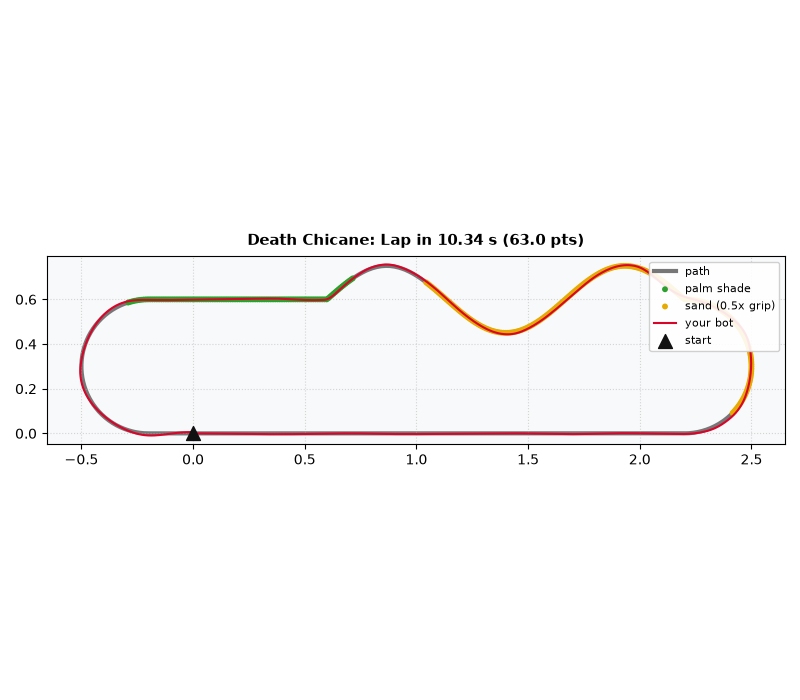 Death Chicane: Lap in 10.34 s (63.0 pts)
path
palm shade
sand (0.5x grip)
your bot
start
0.6
0.4
0.2
0.0
−0.5
0.0
0.5
1.0
1.5
2.0
2.5